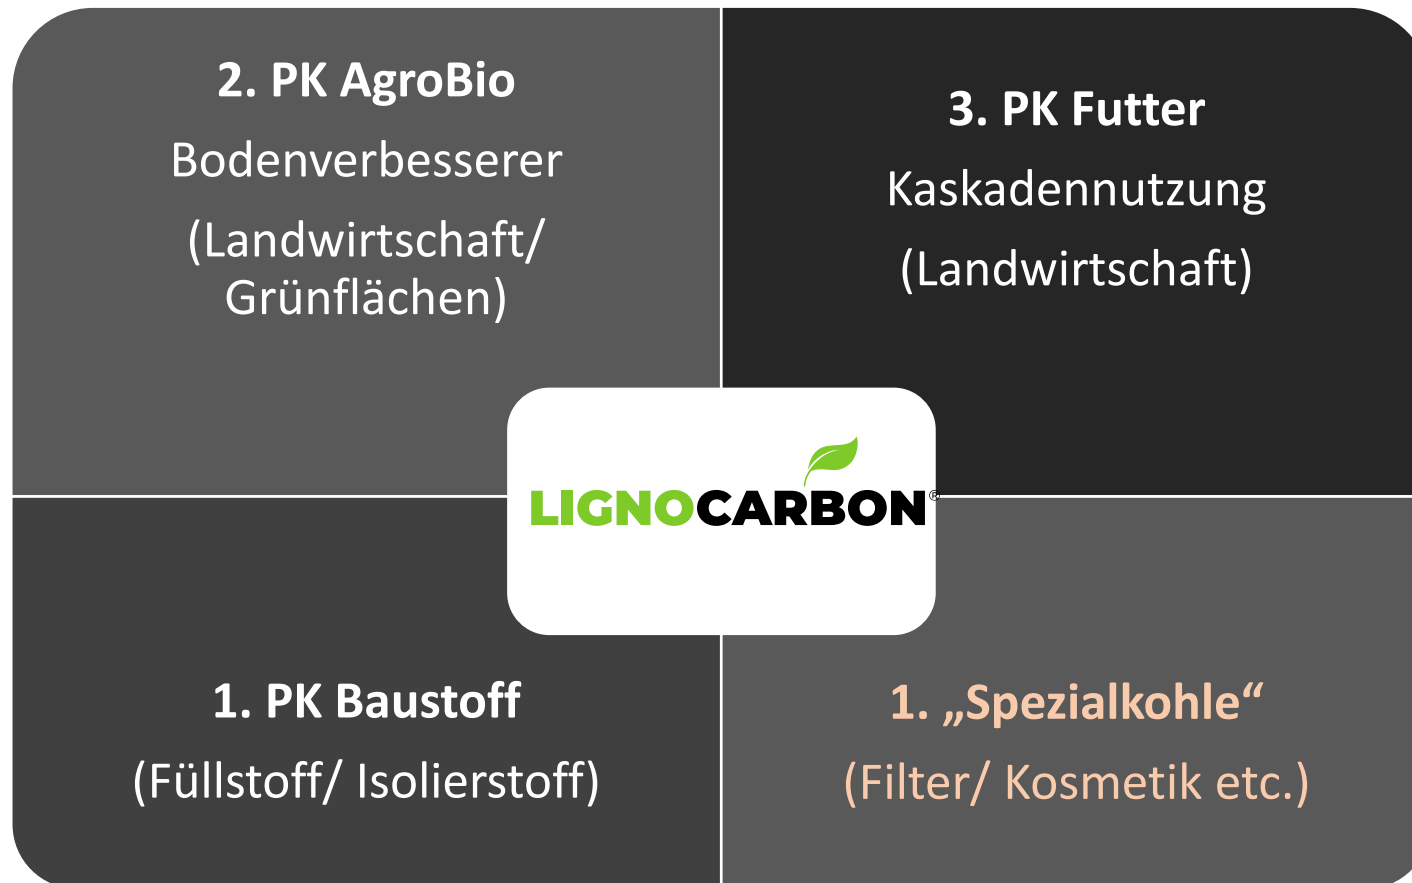 2. PK AgroBio
Bodenverbesserer
(Landwirtschaft/
Grünflächen)
3. PK Futter
Kaskadennutzung
(Landwirtschaft)
LIGNOCARBON®
1. PK Baustoff
(Füllstoff/ Isolierstoff)
1. „Spezialkohle“
(Filter/ Kosmetik etc.)